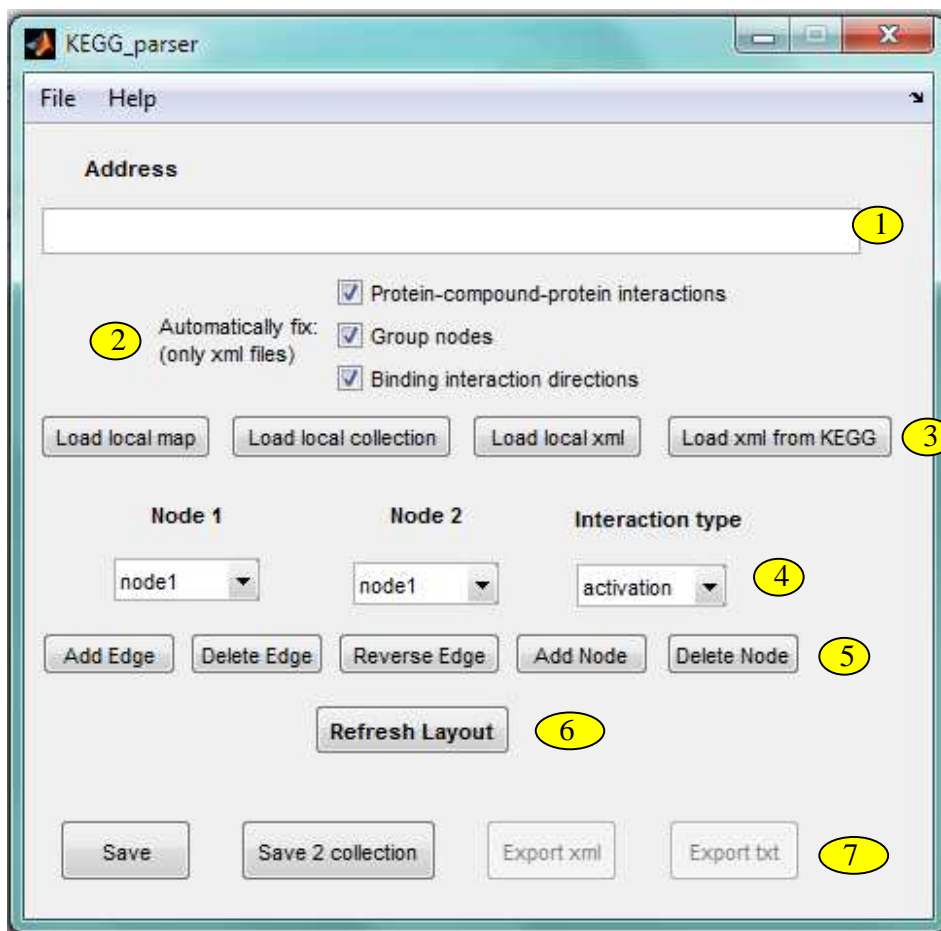 KEGG_parser
File Help
Address
1
Protein-compound-protein interactions
2 Automatically fix: Group nodes
(only xml files)
Binding interaction directions
Load local map Load local collection Load local xml Load xml from KEGG 3
Node 1 Node 2 Interaction type
node1 node1 activation 4
Add Edge Delete Edge Reverse Edge Add Node Delete Node 5
Refresh Layout 6
Save Save 2 collection Export xml Export txt 7